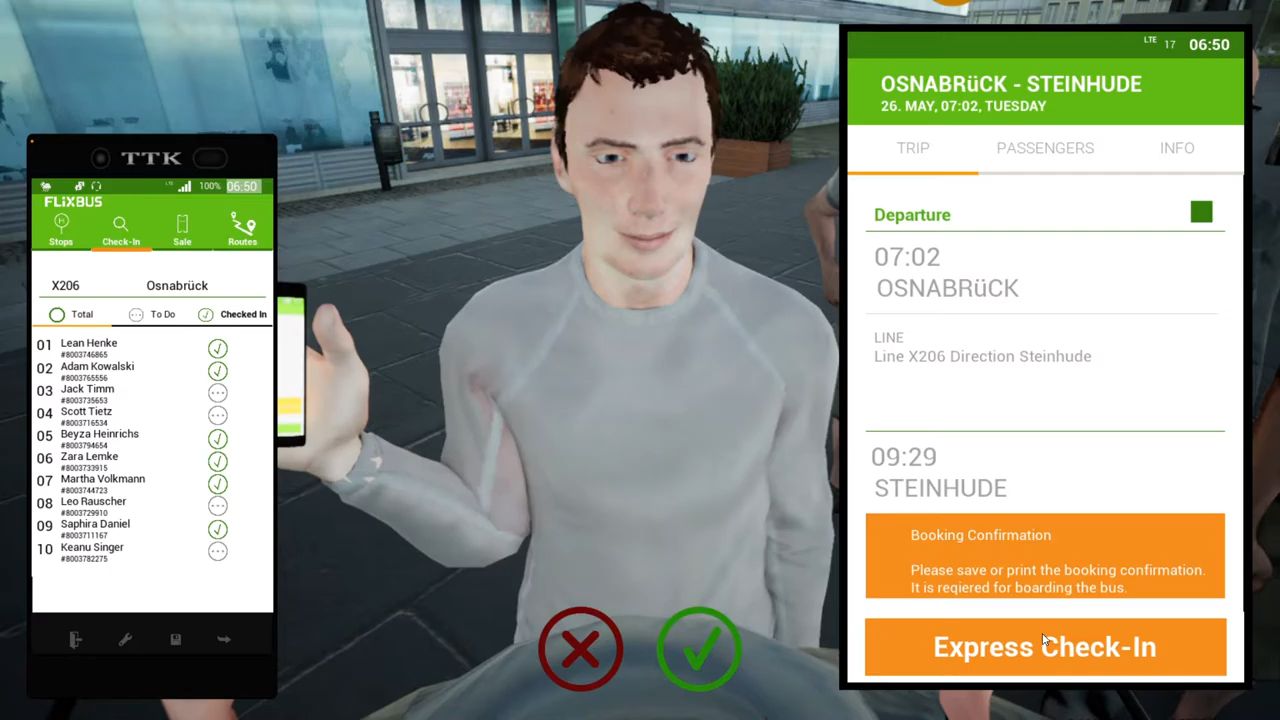 TTK
LTE 100% 06:50
FLiXBUS
Stops Check-In Sale Routes
X206 Osnabrück
Total To Do Checked In
01 Lean Henke
#8003746865
02 Adam Kowalski
#8003765556
03 Jack Timm
#8003735653
04 Scott Tietz
#8003716534
05 Beyza Heinrichs
#8003794654
06 Zara Lemke
#8003733915
07 Martha Volkmann
#8003744723
08 Leo Rauscher
#8003729910
09 Saphira Daniel
#8003711167
10 Keanu Singer
#8003782275
LTE 17 06:50
OSNABRüCK - STEINHUDE
26. MAY, 07:02, TUESDAY
TRIP PASSENGERS INFO
Departure
07:02
OSNABRüCK
LINE
Line X206 Direction Steinhude
09:29
STEINHUDE
Booking Confirmation
Please save or print the booking confirmation.
It is reqiered for boarding the bus.
Express Check-In